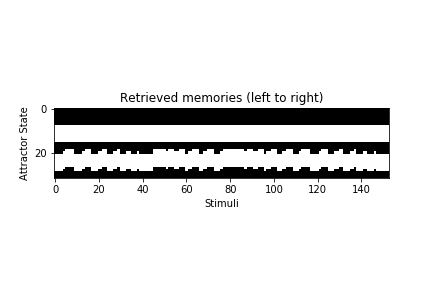 Retrieved memories (left to right)
Attractor State
0
20
0 20 40 60 80 100 120 140
Stimuli